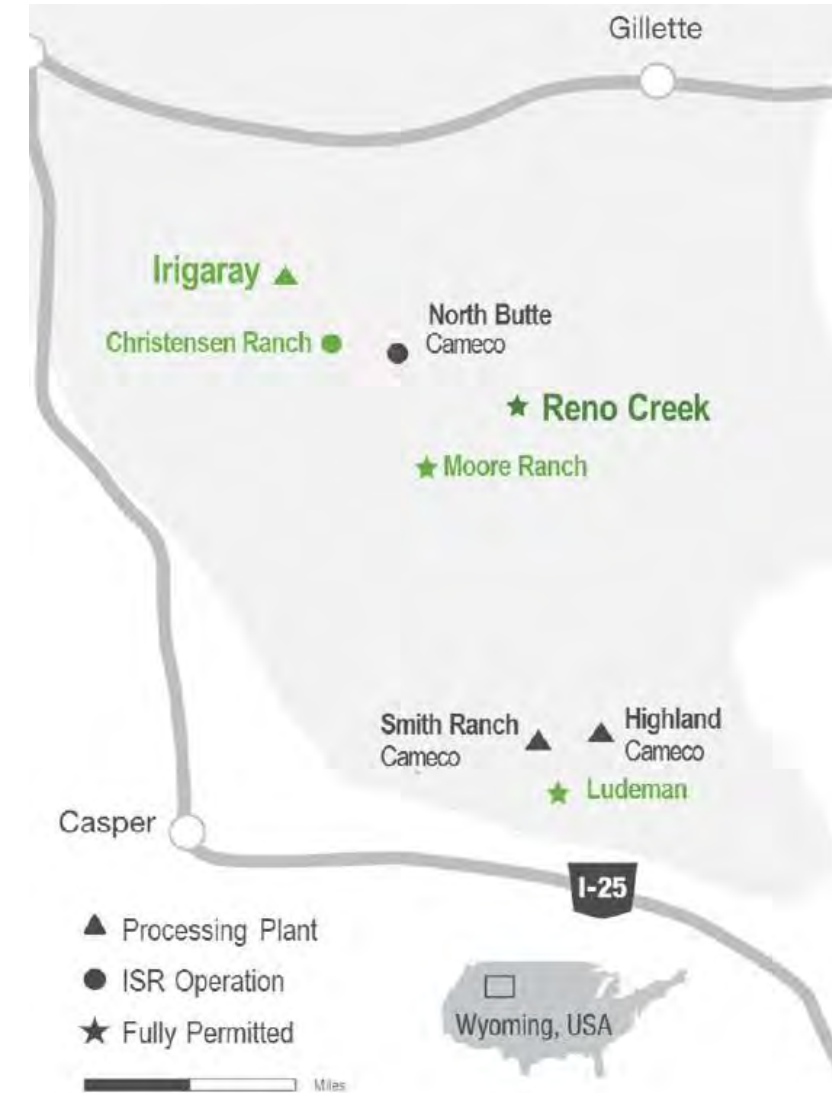 Gillette
Irigaray
North Butte
Christensen Ranch
Cameco
Reno Creek
Moore Ranch
Smith Ranch
Cameco
Highland
Cameco
Ludeman
Casper
I-25
Processing Plant
ISR Operation
Fully Permitted
Wyoming, USA
Miles